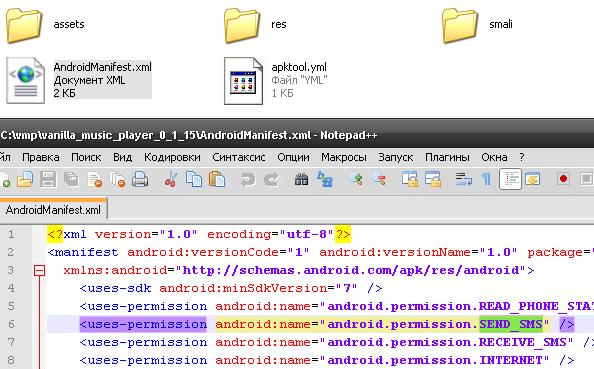 assets
res
smali
AndroidManifest.xml
Документ XML
2 КБ
apktool.yml
Файл "YML"
1 КБ
C:\wmp\vanilla_music_player_0_1_15\AndroidManifest.xml - Notepad++
йл Правка Поиск Вид Кодировки Синтаксис Опции Макросы Запуск Плагины Окна ?
AndroidManifest.xml
1 <?xml version="1.0" encoding="utf-8"?>
2 <manifest android:versionCode="1" android:versionName="1.0" package="
3 xmlns:android="http://schemas.android.com/apk/res/android">
4 <uses-sdk android:minSdkVersion="7" />
5 <uses-permission android:name="android.permission.READ_PHONE_STA
6 <uses-permission android:name="android.permission.SEND_SMS" />
7 <uses-permission android:name="android.permission.RECEIVE_SMS" /
8 <uses-permission android:name="android.permission.INTERNET" />